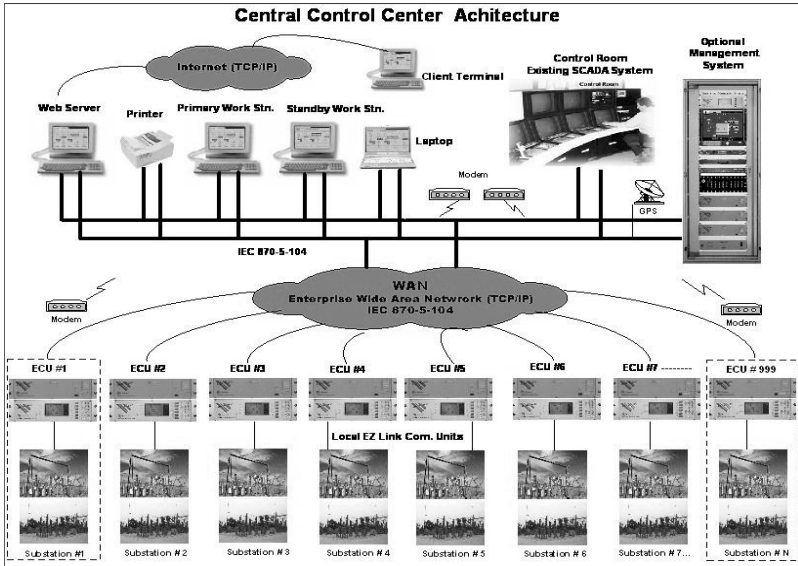 Central Control Center Achitecture
Internet (TCP/IP)
Client Terminal
Control Room
Existing SCADA System
Control Room
Optional
Management
System
Web Server
Printer
Primary Work Stn.
Standby Work Stn.
Laptop
Modem
GPS
IEC 870-5-104
WAN
Enterprise Wide Area Netwrork (TCP/IP)
IEC 870-5-104
Modem
Modem
ECU #1
ECU #2
ECU #3
ECU #4
ECU #5
ECU #6
ECU #7 --------
ECU # 999
Local EZ Link Com. Units
Substation #1
Substation # 2
Substation # 3
Substation # 4
Substation # 5
Substation # 6
Substation # 7...
Substation # N